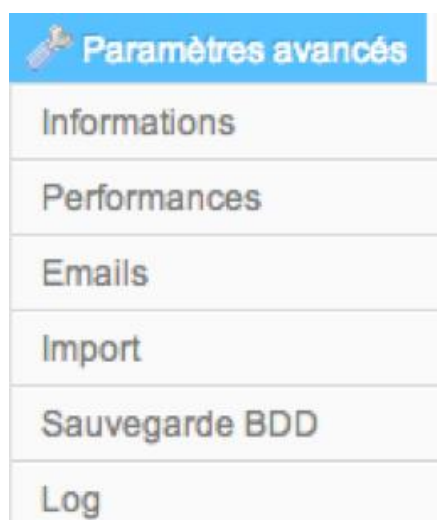 Paramètres avancés
Informations
Performances
Emails
Import
Sauvegarde BDD
Log